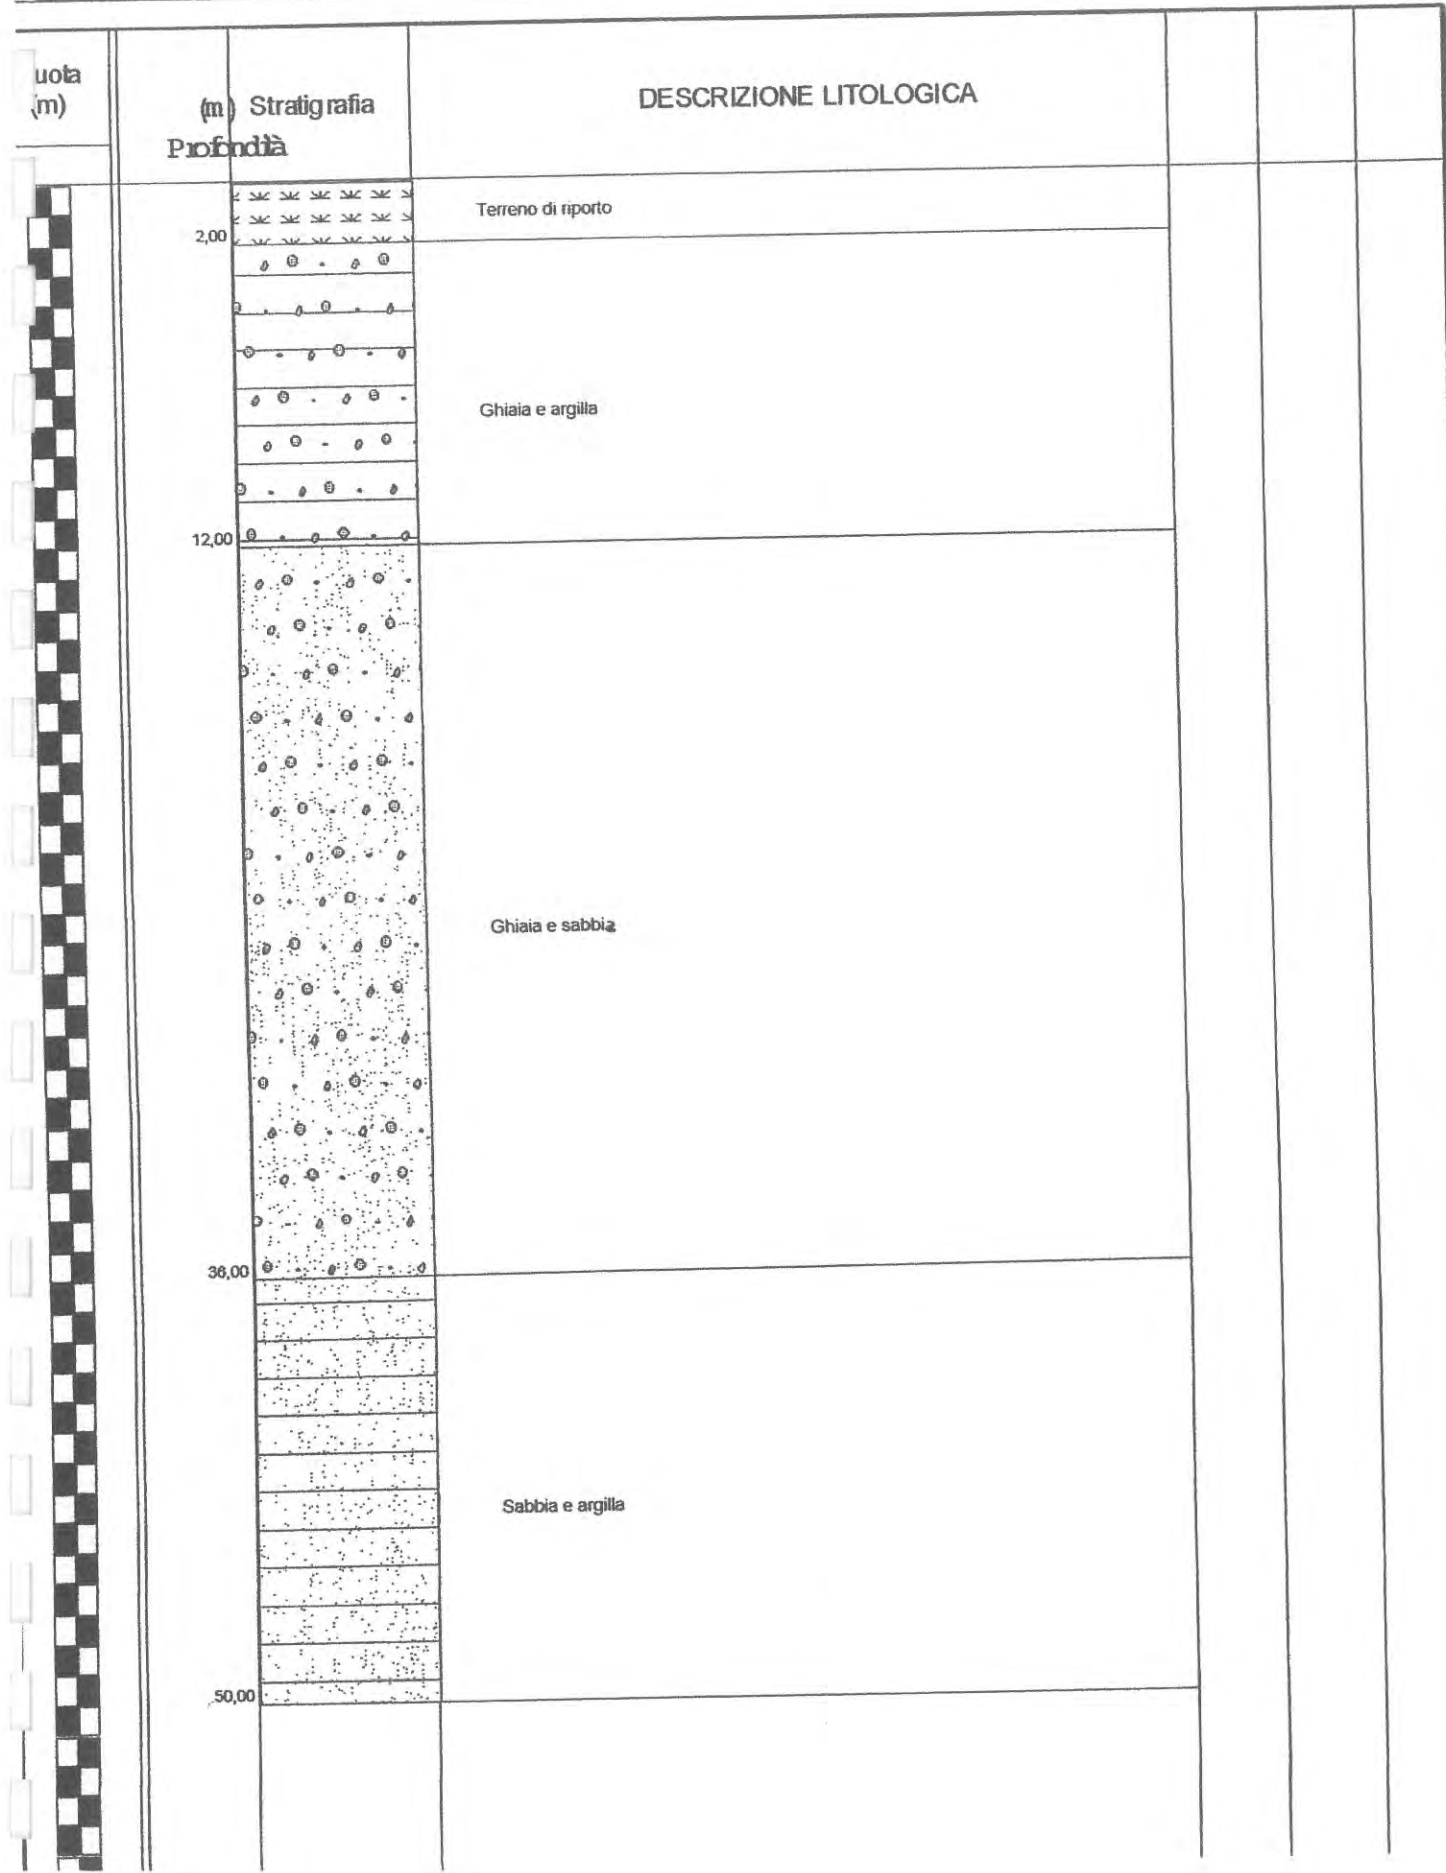 uota
(m)
(m) Stratigrafia
Profondità
DESCRIZIONE LITOLOGICA
Terreno di riporto
2,00
Ghiaia e argilla
12,00
Ghiaia e sabbia
36,00
Sabbia e argilla
50,00